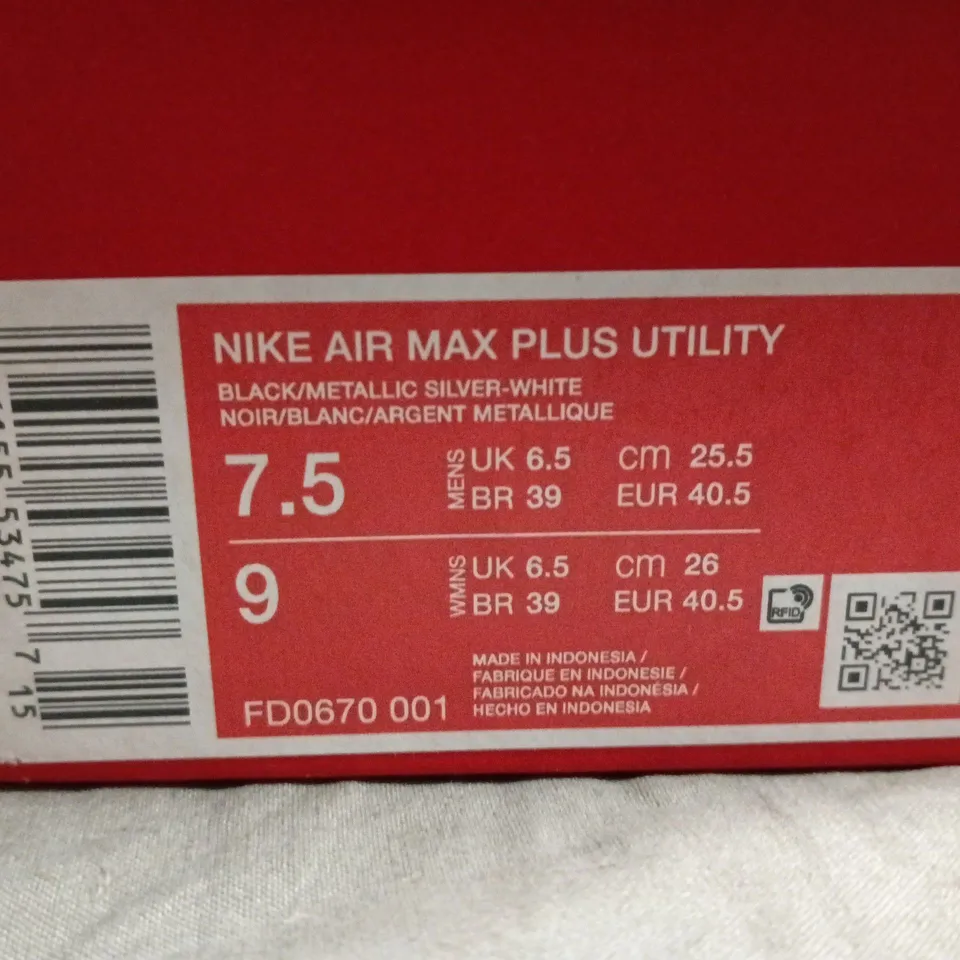 NIKE AIR MAX PLUS UTILITY
BLACK/METALLIC SILVER-WHITE
NOIR/BLANC/ARGENT METALLIQUE
7.5 MENS UK 6.5 cm 25.5
BR 39 EUR 40.5
9 WMNS UK 6.5 cm 26
BR 39 EUR 40.5
RFID
MADE IN INDONESIA /
FABRIQUE EN INDONESIE /
FABRICADO NA INDONÉSIA /
HECHO EN INDONESIA
FD0670 001
53475 7 15